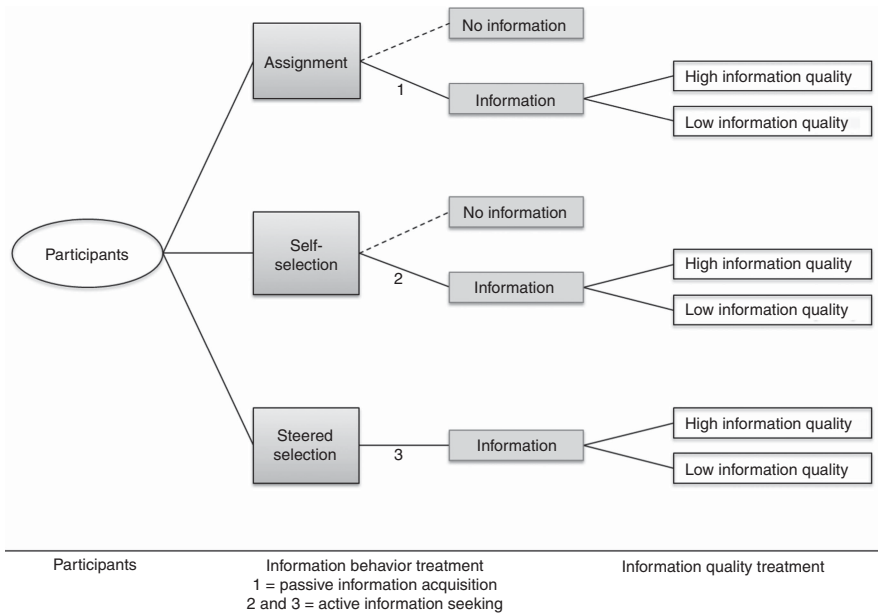 No information
Assignment
1
Information
High information quality
Low information quality
Participants
No information
Self-
selection
2
Information
High information quality
Low information quality
Steered
selection
3
Information
High information quality
Low information quality
Participants
Information behavior treatment
1 = passive information acquisition
2 and 3 = active information seeking
Information quality treatment